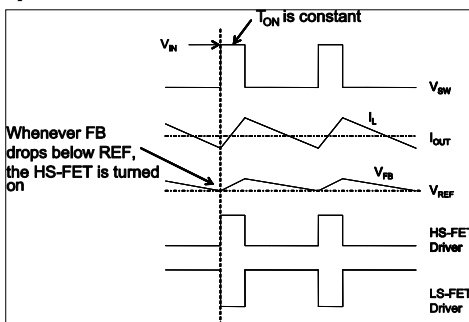 T_ON is constant
V_IN
V_SW
I_L
I_OUT
Whenever FB
drops below REF,
the HS-FET is turned
on
V_FB
V_REF
HS-FET
Driver
LS-FET
Driver